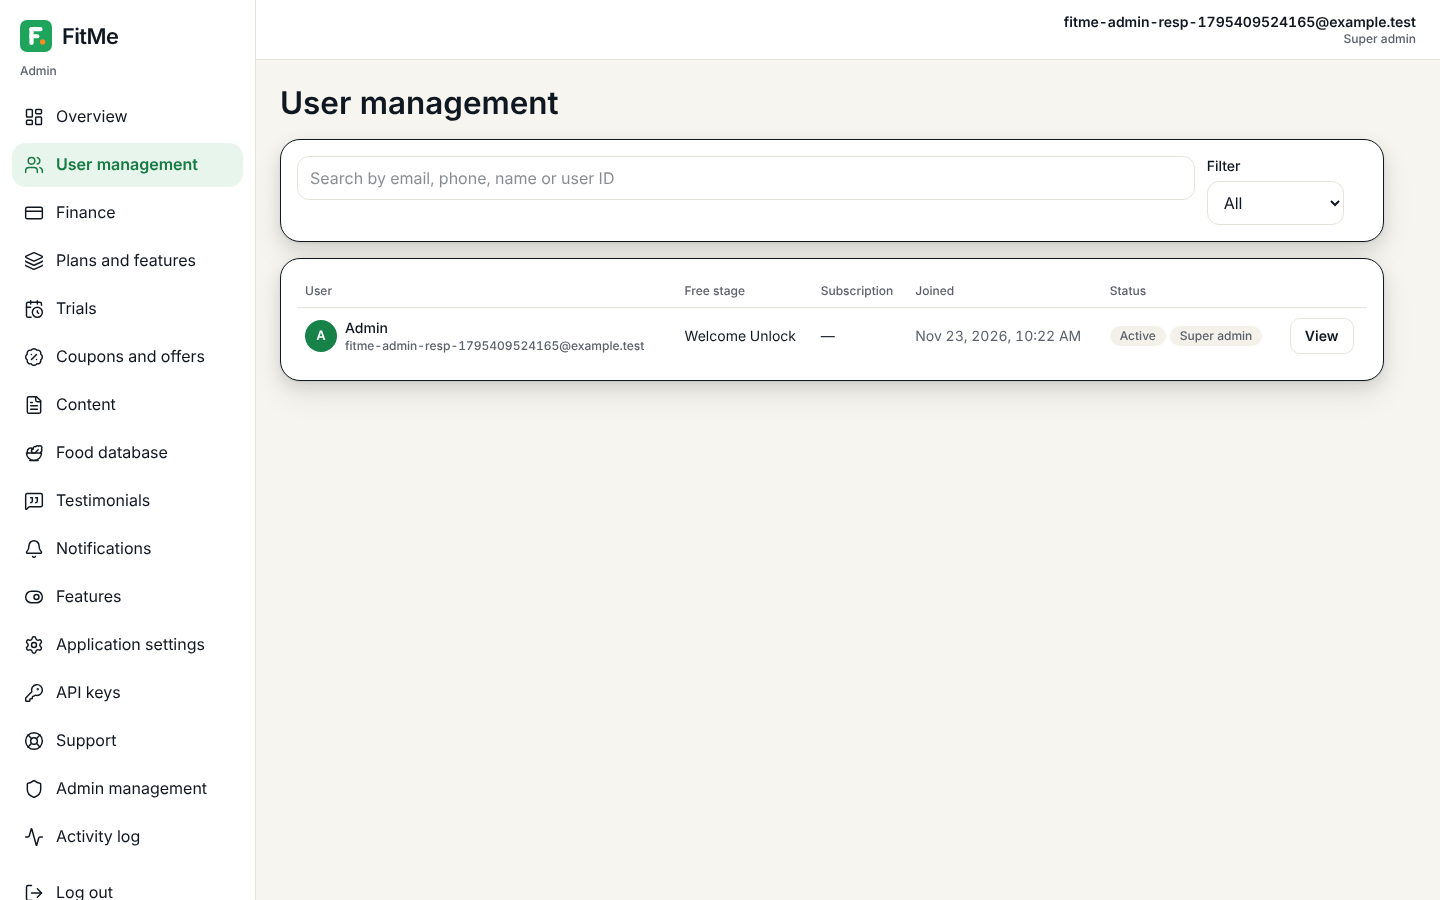 FitMe
Admin
Overview
User management
Finance
Plans and features
Trials
Coupons and offers
Content
Food database
Testimonials
Notifications
Features
Application settings
API keys
Support
Admin management
Activity log
Log out
fitme-admin-resp-1795409524165@example.test
Super admin
User management
Search by email, phone, name or user ID
Filter
All
User Free stage Subscription Joined Status
A Admin
fitme-admin-resp-1795409524165@example.test
Welcome Unlock — Nov 23, 2026, 10:22 AM Active Super admin View